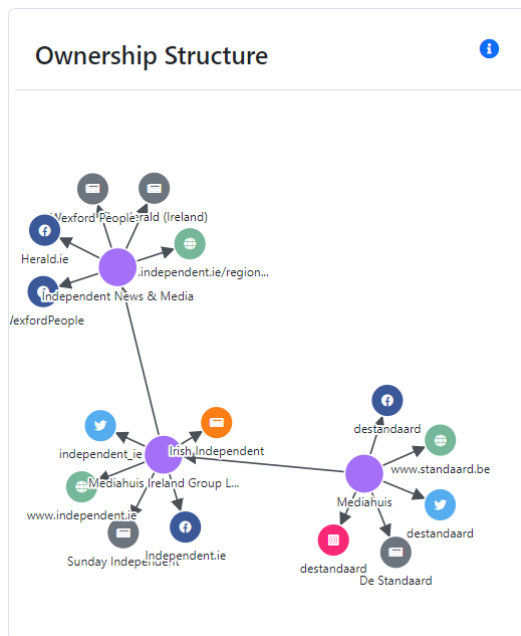 Ownership Structure
Wexford People
Herald (Ireland)
Herald.ie
.independent.ie/region...
Independent News & Media
WexfordPeople
independent_ie
Irish Independent
Mediahuis Ireland Group L...
www.independent.ie
Sunday Independent
Independent.ie
destandaard
www.standaard.be
Mediahuis
destandaard
destandaard
De Standaard